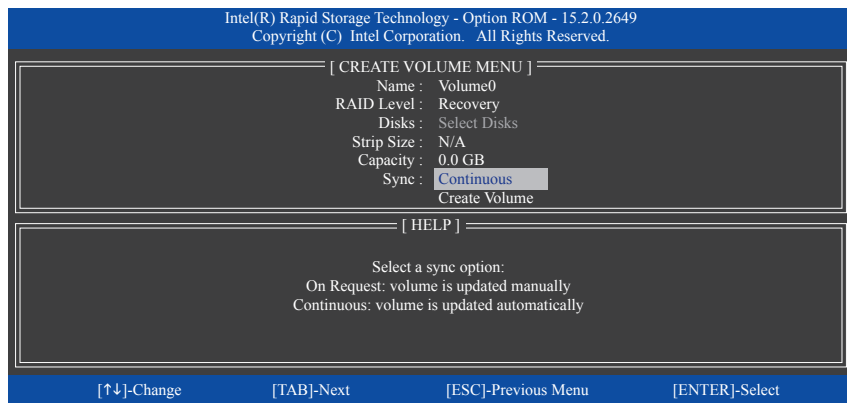 Intel(R) Rapid Storage Technology - Option ROM - 15.2.0.2649
Copyright (C) Intel Corporation. All Rights Reserved.
[ CREATE VOLUME MENU ]
Name : Volume0
RAID Level : Recovery
Disks : Select Disks
Strip Size : N/A
Capacity : 0.0 GB
Sync : Continuous
Create Volume
[ HELP ]
Select a sync option:
On Request: volume is updated manually
Continuous: volume is updated automatically
[↑↓]-Change [TAB]-Next [ESC]-Previous Menu [ENTER]-Select